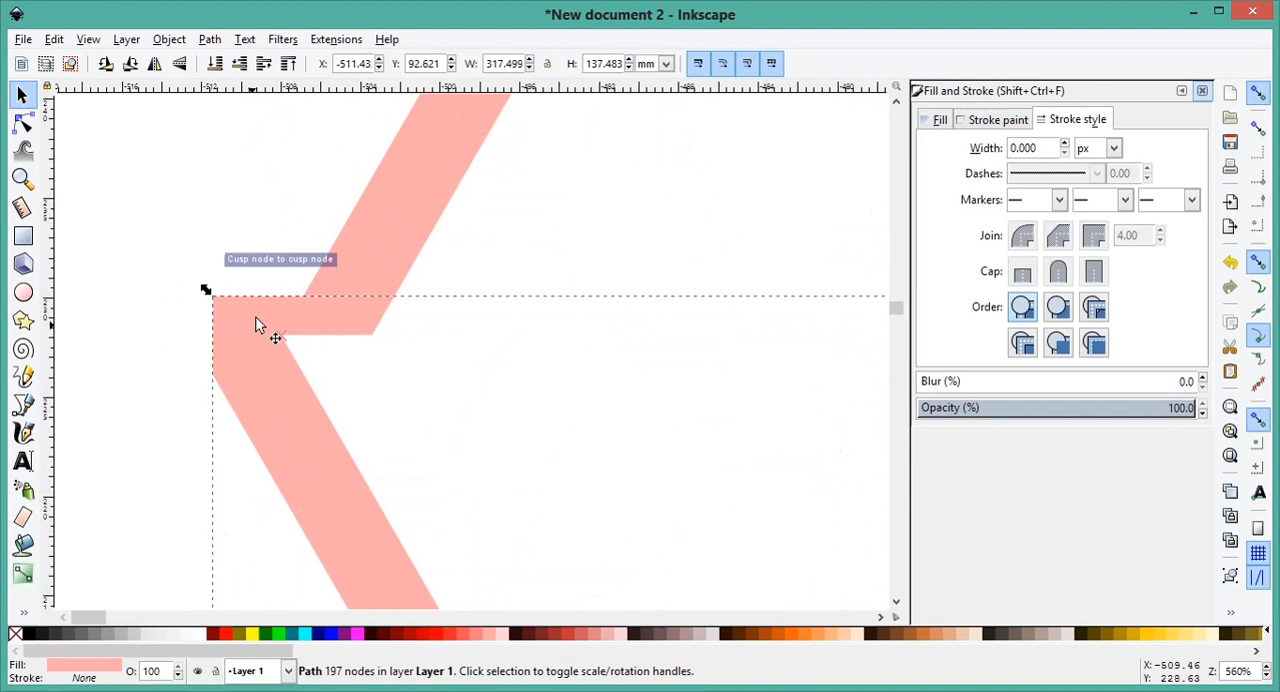 *New document 2 - Inkscape
File Edit View Layer Object Path Text Filters Extensions Help
X: -511.43 Y: 92.621 W: 317.499 H: 137.483 mm
Fill and Stroke (Shift+Ctrl+F)
Fill Stroke paint Stroke style
Width: 0.000 px
Dashes: 0.00
Markers:
Join: 4.00
Cap:
Order:
Blur (%) 0.0
Opacity (%) 100.0
Cusp node to cusp node
Fill:
Stroke: None
O: 100
Layer 1
Path 197 nodes in layer Layer 1. Click selection to toggle scale/rotation handles.
X: -509.46
Y: 228.63
Z: 560%